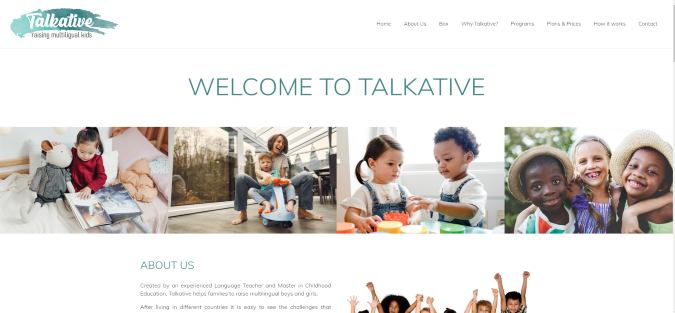 Talkative
raising multiligual kids
Home About Us Box Why Talkative? Programs Plans & Prices How it works Contact
WELCOME TO TALKATIVE
ABOUT US
Created by an experienced Language Teacher and Master in Childhood
Education, Talkative helps families to raise multilingual boys and girls.
After living in different countries it is easy to see the challenges that